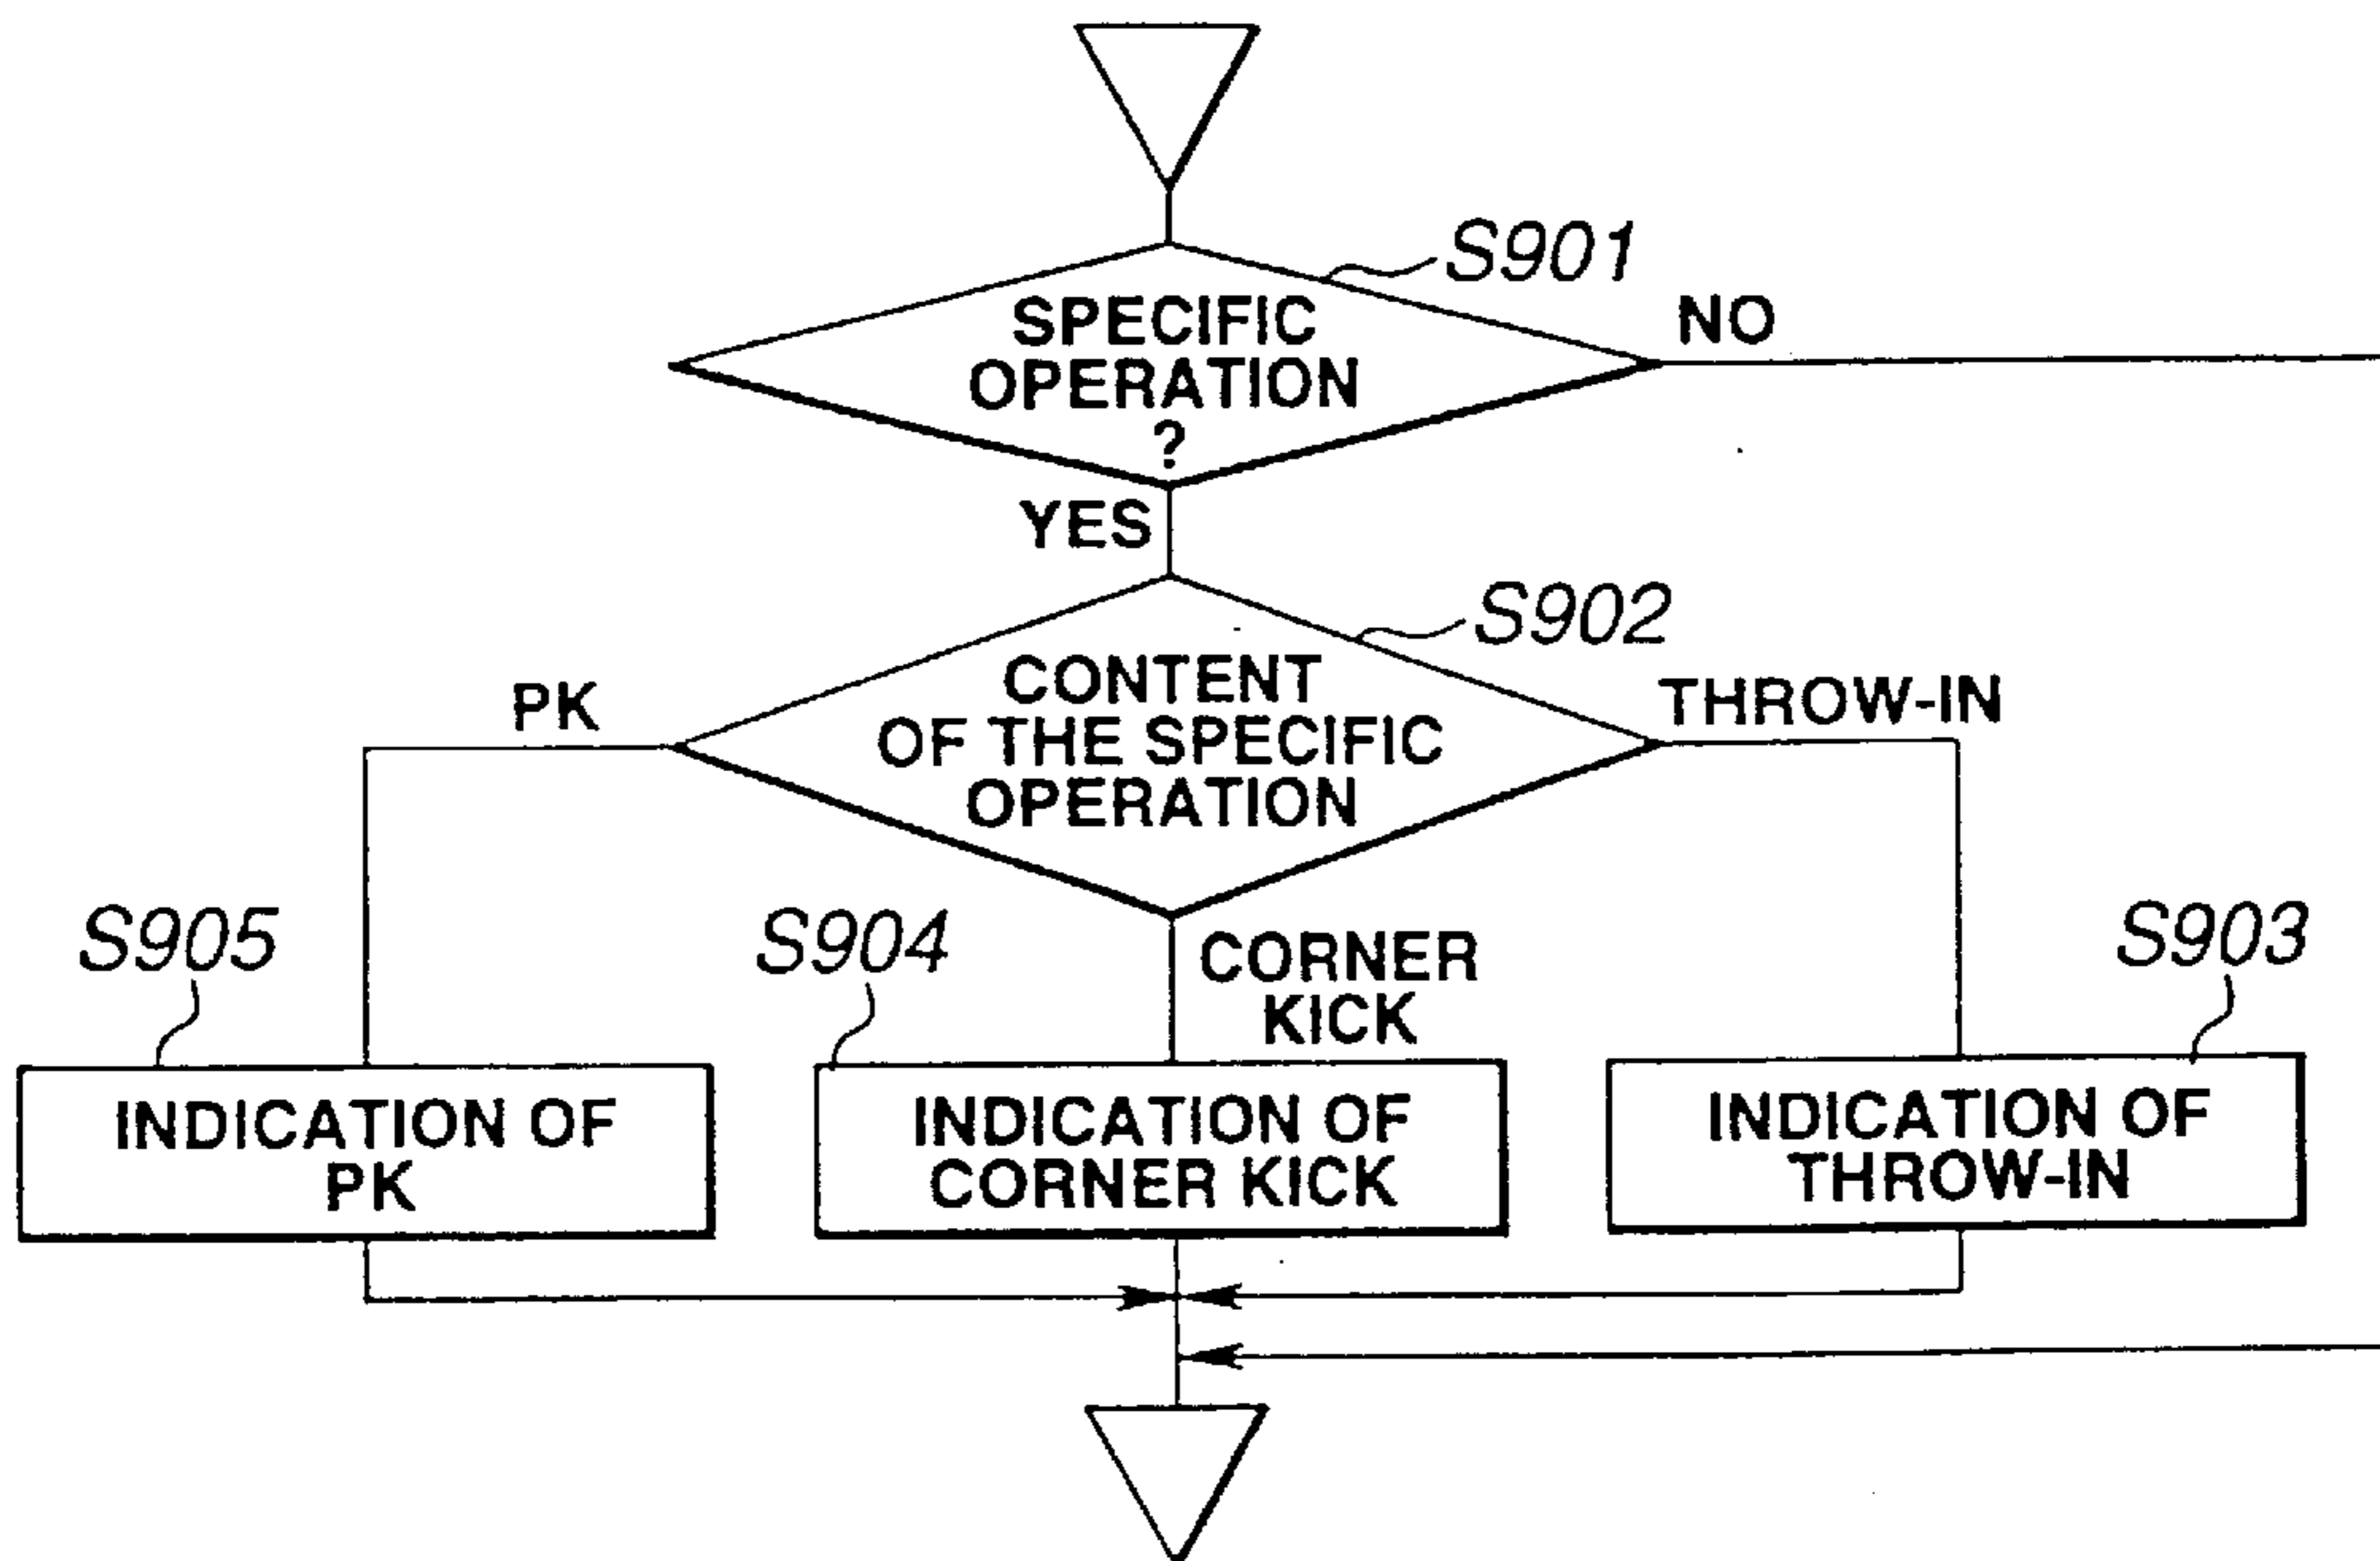 S901
SPECIFIC
OPERATION
?
NO
YES
S902
CONTENT
OF THE SPECIFIC
OPERATION
PK
THROW-IN
CORNER
KICK
S905
S904
S903
INDICATION OF
PK
INDICATION OF
CORNER KICK
INDICATION OF
THROW-IN